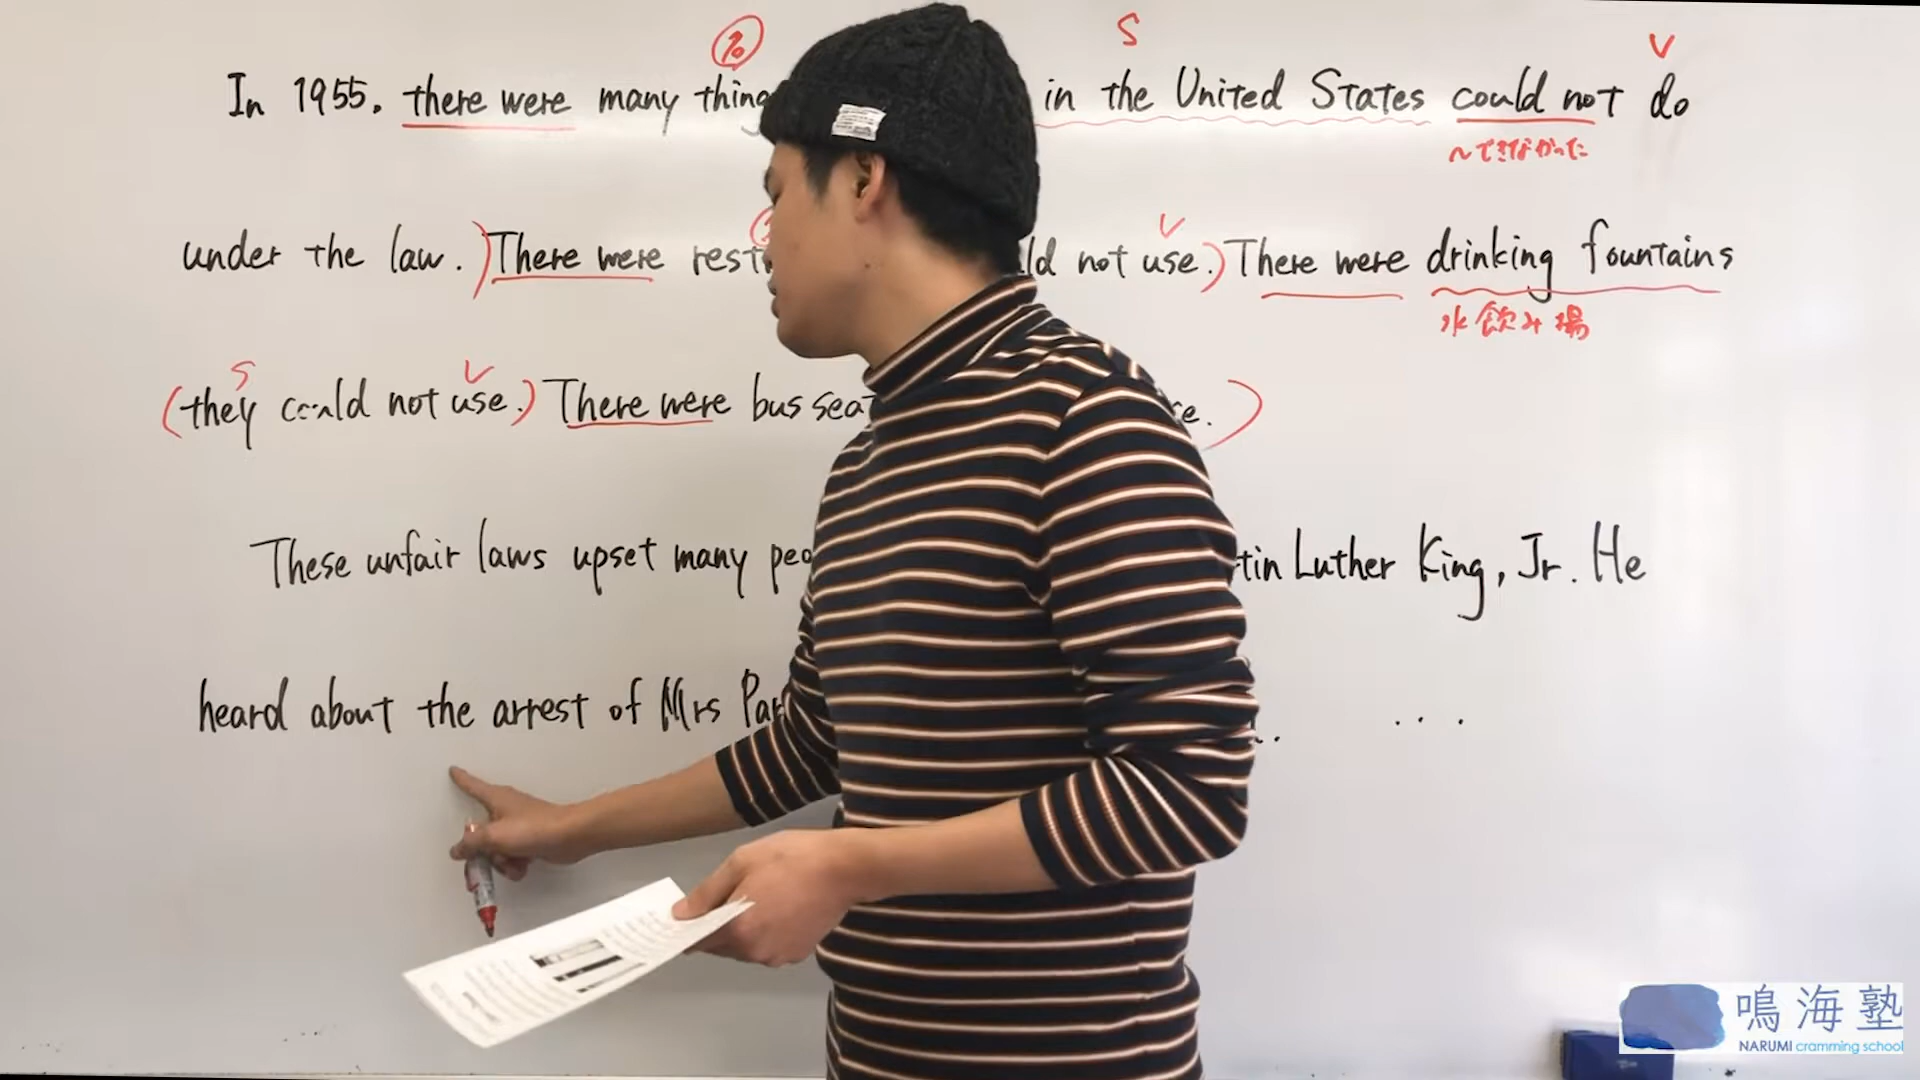 名 S V
In 1955, there were many thing in the United States could not do
〜できなかった
V
under the law.) There were rest ld not use.) There were drinking fountains
水飲み場
S V
(they could not use.) There were bus sea se. )
These unfair laws upset many peo tin Luther King, Jr. He
heard about the arrest of Mrs Par . ...
鳴海塾
NARUMI cramming school